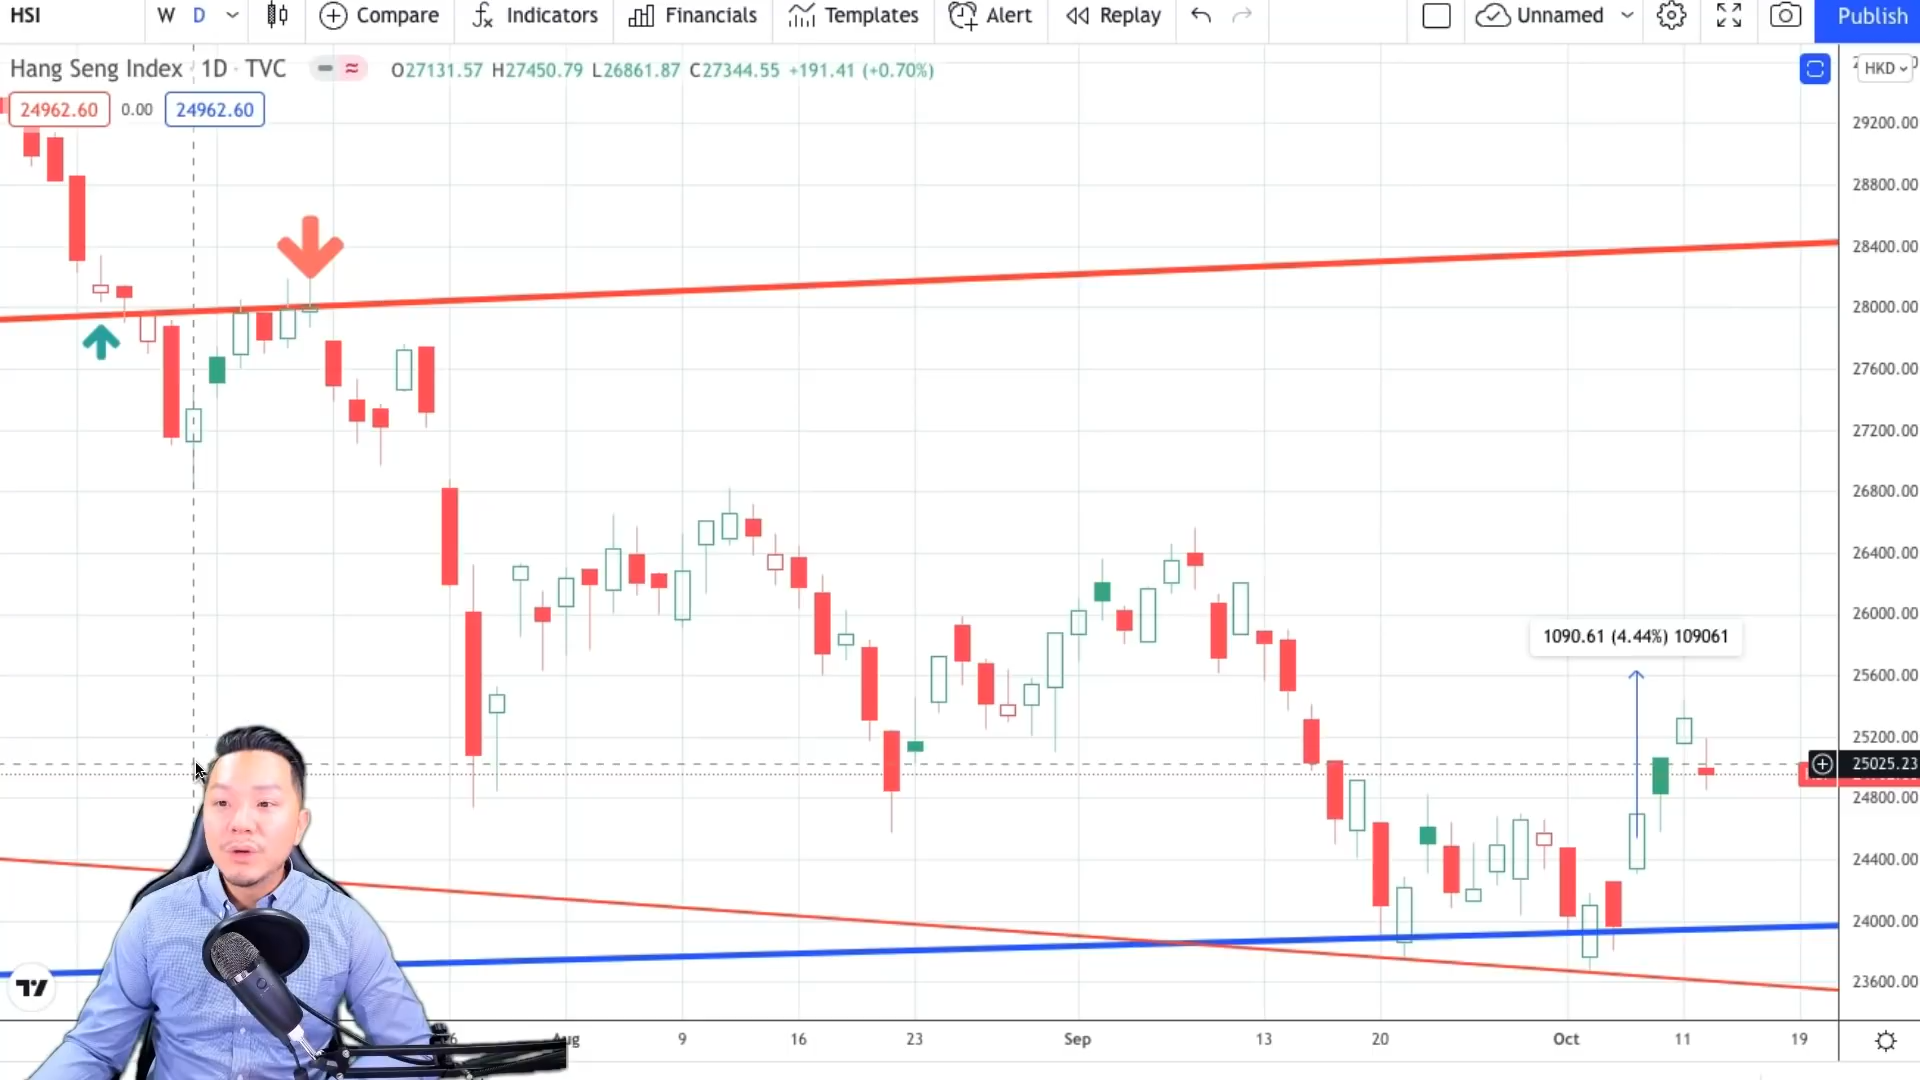 HSI
W D
Compare
Indicators
Financials
Templates
Alert
Replay
Unnamed
Publish
Hang Seng Index · 1D · TVC
O27131.57 H27450.79 L26861.87 C27344.55 +191.41 (+0.70%)
HKD
24962.60 0.00 24962.60
29200.00
28800.00
28400.00
28000.00
27600.00
27200.00
26800.00
26400.00
26000.00
1090.61 (4.44%) 109061
25600.00
25200.00
25025.23
24800.00
24400.00
24000.00
23600.00
Aug 9 16 23 Sep 13 20 Oct 11 19